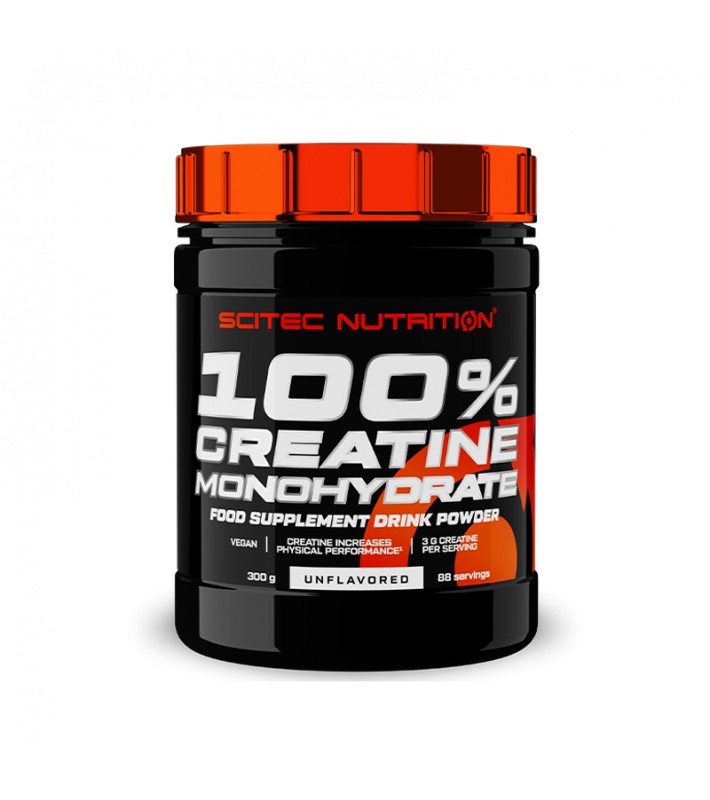 SCITEC NUTRITION®
100%
CREATINE
MONOHYDRATE
FOOD SUPPLEMENT DRINK POWDER
VEGAN | CREATINE INCREASES PHYSICAL PERFORMANCE¹ | 3 G CREATINE PER SERVING
300 g UNFLAVORED 88 servings